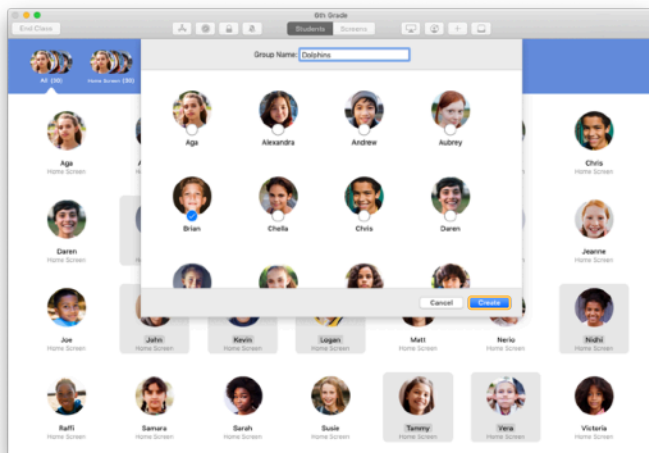 6th Grade
End Class
Students Screens
All (30) Home Screen (30)
Group Name: Dolphins
Aga Alexandra Andrew Aubrey
Brian Chella Chris Daren
Cancel Create
Aga
Home Screen
Chris
Home Screen
Daren
Home Screen
Home Screen
Jeanne
Home Screen
Joe John Kevin Logan Matt Nerio Nidhi
Home Screen Home Screen Home Screen Home Screen Home Screen Home Screen Home Screen
Raffi Samara Sarah Susie Tammy Vera Victoria
Home Screen Home Screen Home Screen Home Screen Home Screen Home Screen Home Screen